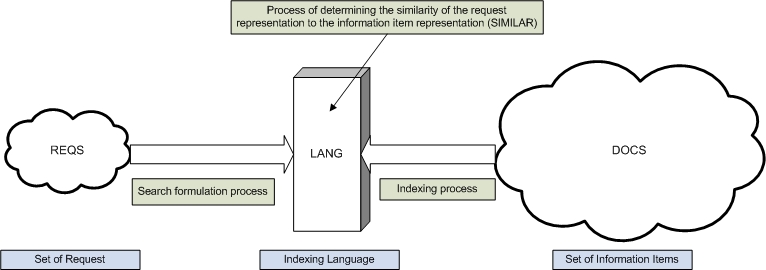 Process of determining the similarity of the request
representation to the information item representation (SIMILAR)
REQS
LANG
DOCS
Search formulation process
Indexing process
Set of Request
Indexing Language
Set of Information Items